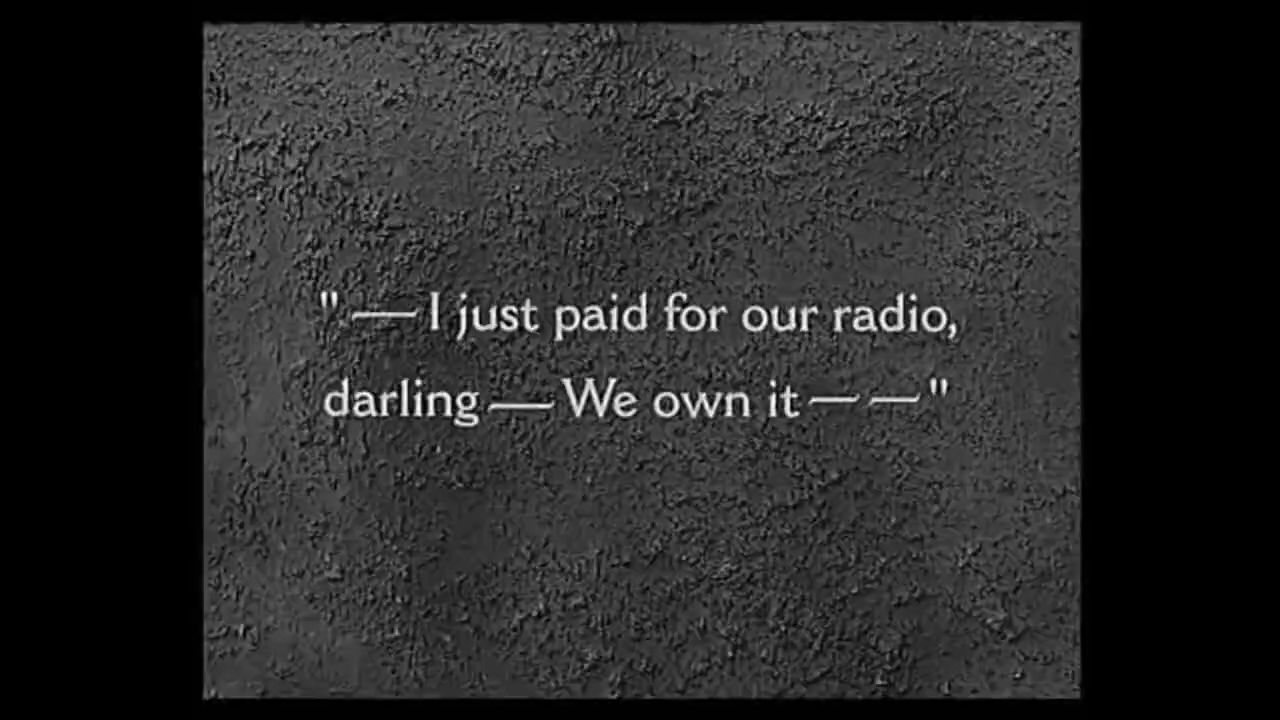 "—I just paid for our radio,
darling—We own it — —"